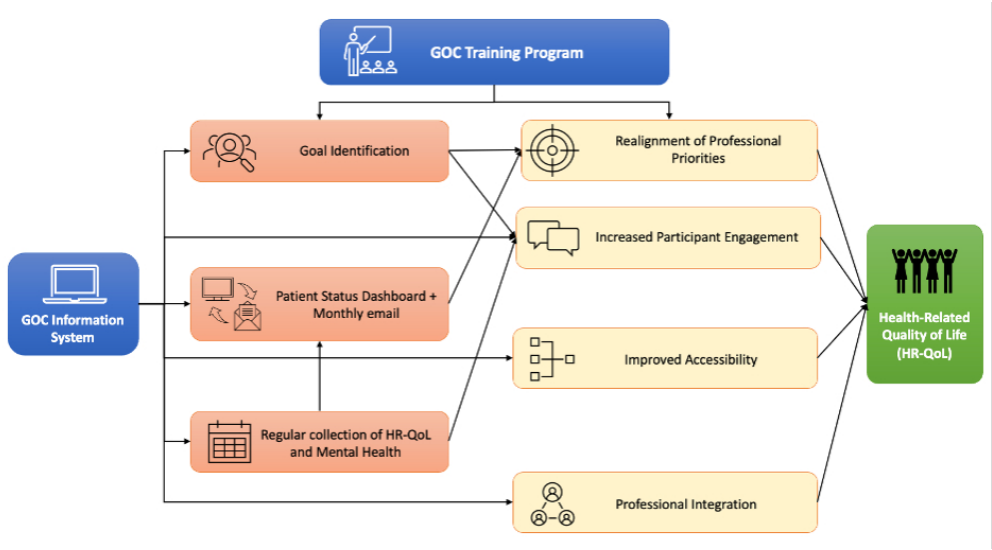 GOC Training Program
Goal Identification
Realignment of Professional
Priorities
Increased Participant Engagement
GOC Information
System
Patient Status Dashboard +
Monthly email
Health-Related
Quality of Life
(HR-QoL)
Improved Accessibility
Regular collection of HR-QoL
and Mental Health
Professional Integration